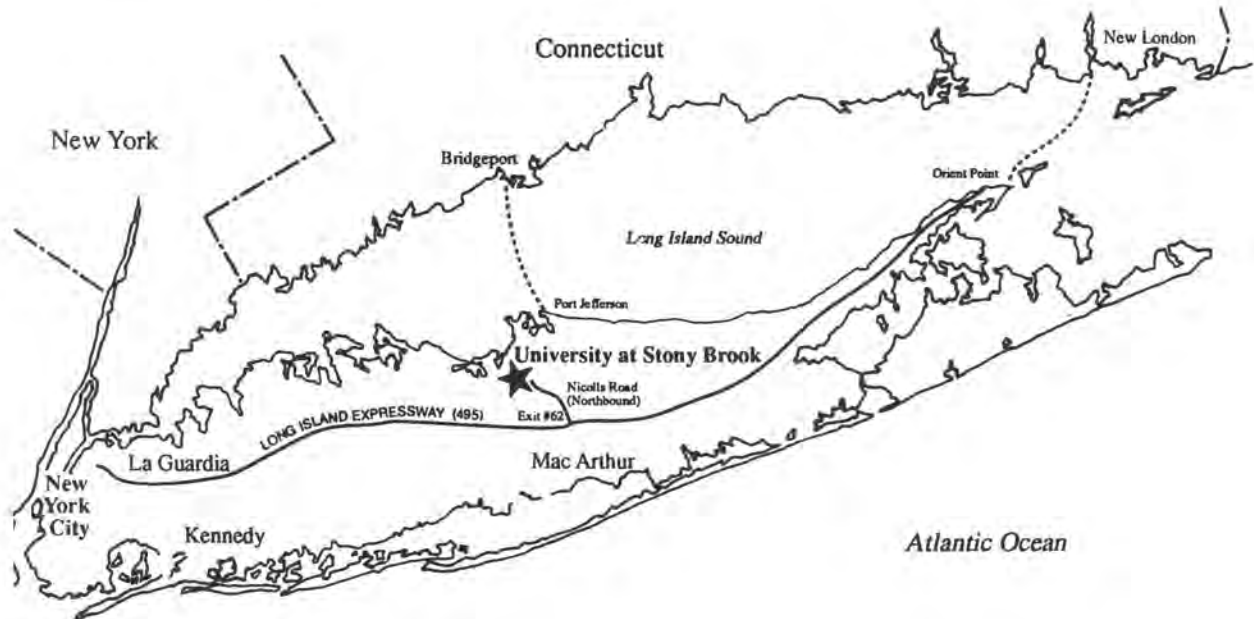 Connecticut
New London
New York
Bridgeport
Orient Point
Long Island Sound
Port Jefferson
University at Stony Brook
Nicolls Road
(Northbound)
LONG ISLAND EXPRESSWAY (495)
Exit #62
La Guardia
Mac Arthur
New
York
City
Kennedy
Atlantic Ocean